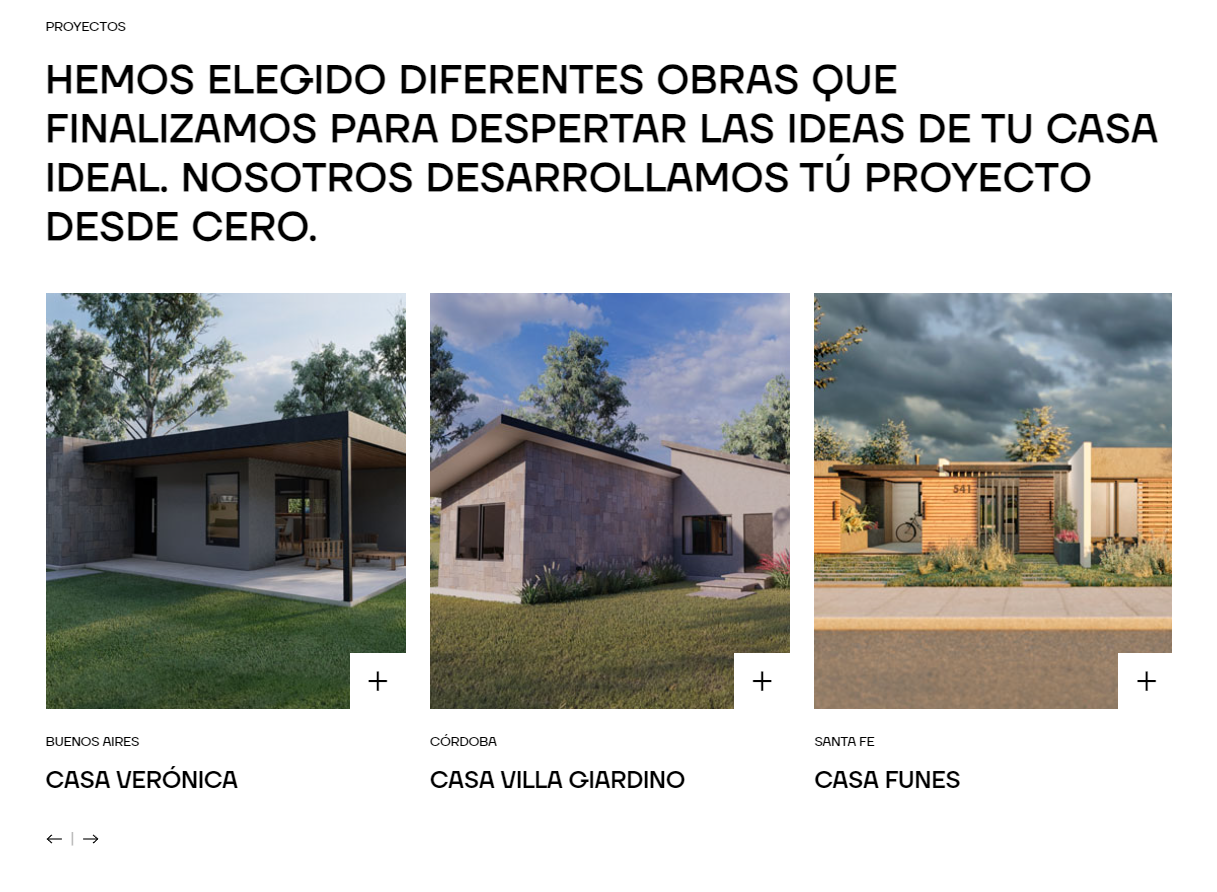 PROYECTOS
HEMOS ELEGIDO DIFERENTES OBRAS QUE
FINALIZAMOS PARA DESPERTAR LAS IDEAS DE TU CASA
IDEAL. NOSOTROS DESARROLLAMOS TÚ PROYECTO
DESDE CERO.
541
BUENOS AIRES
CÓRDOBA
SANTA FE
CASA VERÓNICA
CASA VILLA GIARDINO
CASA FUNES